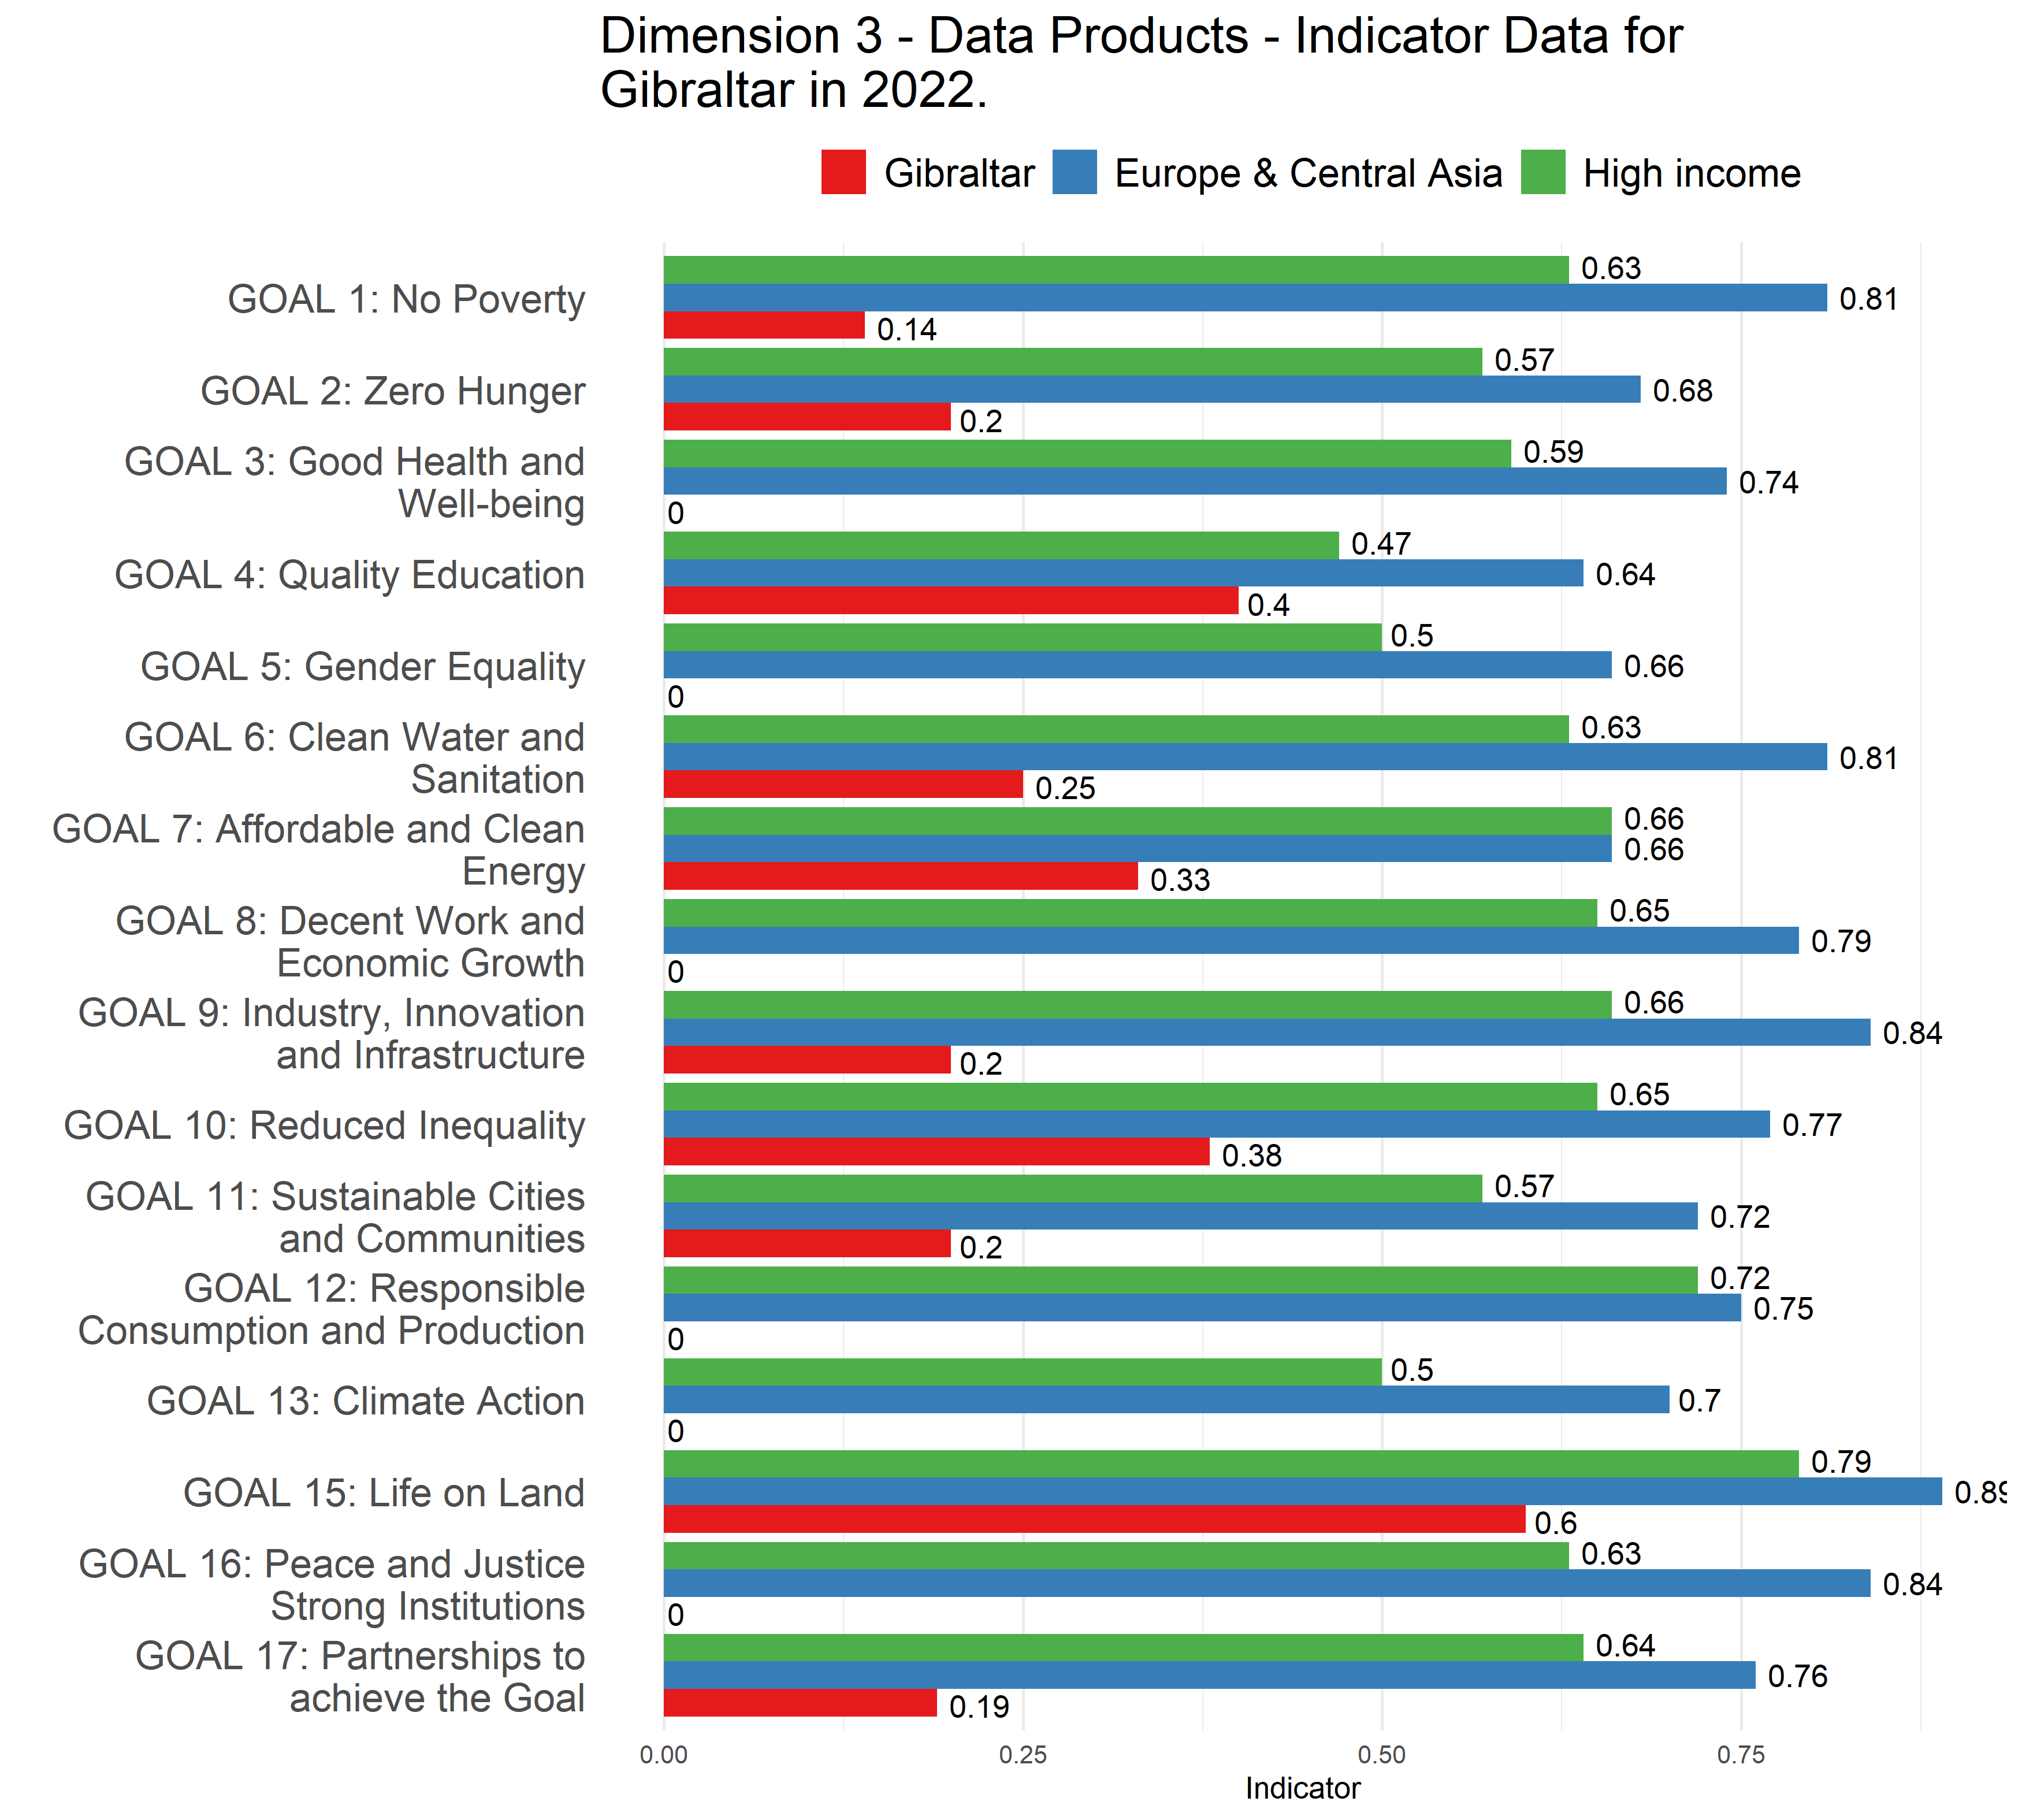 Dimension 3 - Data Products - Indicator Data for
Gibraltar in 2022.
Gibraltar Europe & Central Asia High income
GOAL 1: No Poverty
0.63
0.81
0.14
GOAL 2: Zero Hunger
0.57
0.68
0.2
GOAL 3: Good Health and
Well-being
0.59
0.74
0
GOAL 4: Quality Education
0.47
0.64
0.4
GOAL 5: Gender Equality
0.5
0.66
0
GOAL 6: Clean Water and
Sanitation
0.63
0.81
0.25
GOAL 7: Affordable and Clean
Energy
0.66
0.66
0.33
GOAL 8: Decent Work and
Economic Growth
0.65
0.79
0
GOAL 9: Industry, Innovation
and Infrastructure
0.66
0.84
0.2
GOAL 10: Reduced Inequality
0.65
0.77
0.38
GOAL 11: Sustainable Cities
and Communities
0.57
0.72
0.2
GOAL 12: Responsible
Consumption and Production
0.72
0.75
0
GOAL 13: Climate Action
0.5
0.7
0
GOAL 15: Life on Land
0.79
0.89
0.6
GOAL 16: Peace and Justice
Strong Institutions
0.63
0.84
0
GOAL 17: Partnerships to
achieve the Goal
0.64
0.76
0.19
0.00 0.25 0.50 0.75
Indicator